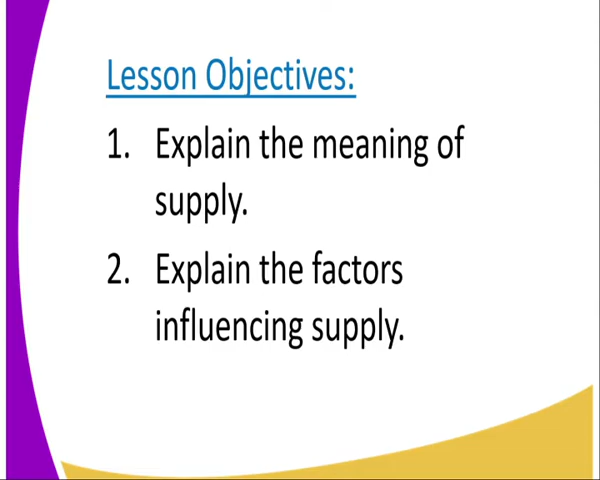 Lesson Objectives:
1. Explain the meaning of
supply.
2. Explain the factors
influencing supply.